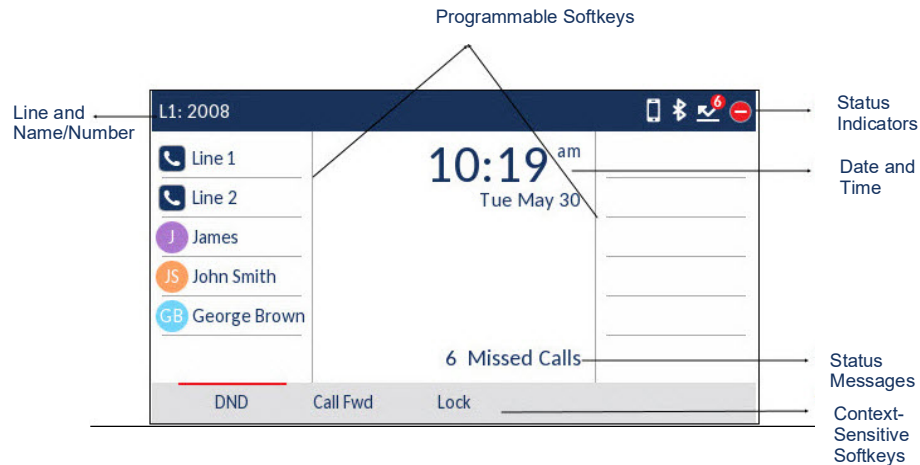 Programmable Softkeys
Line and
Name/Number
L1: 2008
6
Status
Indicators
Line 1
Line 2
J James
JS John Smith
GB George Brown
10:19 am
Tue May 30
Date and
Time
6 Missed Calls
Status
Messages
DND Call Fwd Lock
Context-
Sensitive
Softkeys